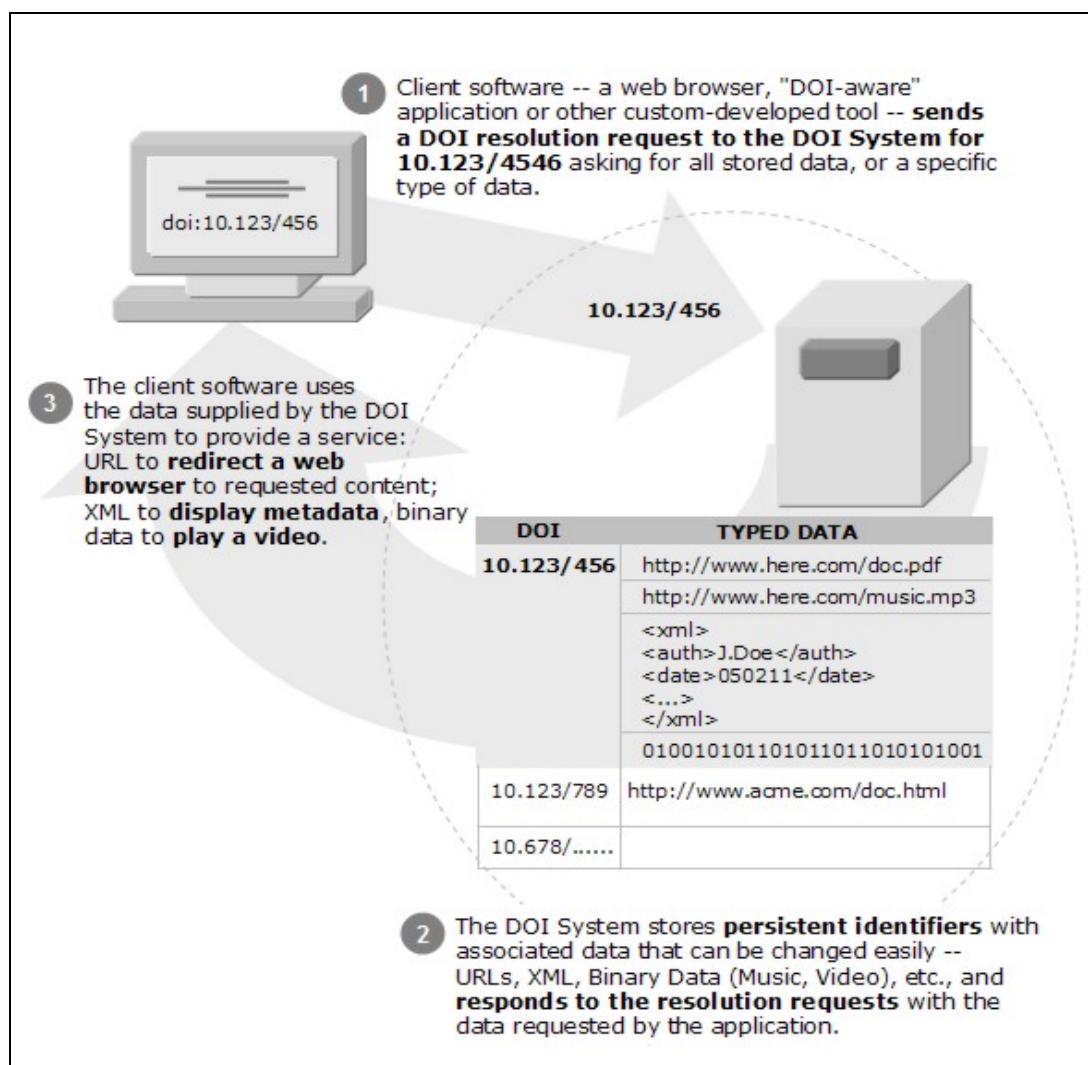 1
Client software -- a web browser, "DOI-aware"
application or other custom-developed tool -- sends
a DOI resolution request to the DOI System for
10.123/4546 asking for all stored data, or a specific
type of data.
doi:10.123/456
10.123/456
3
The client software uses
the data supplied by the DOI
System to provide a service:
URL to redirect a web
browser to requested content;
XML to display metadata, binary
data to play a video.
DOI TYPED DATA
10.123/456 http://www.here.com/doc.pdf
http://www.here.com/music.mp3
<xml>
<auth>J.Doe</auth>
<date>050211</date>
<...>
</xml>
01001010110101101101010101001
10.123/789 http://www.acme.com/doc.html
10.678/......
2
The DOI System stores persistent identifiers with
associated data that can be changed easily --
URLs, XML, Binary Data (Music, Video), etc., and
responds to the resolution requests with the
data requested by the application.